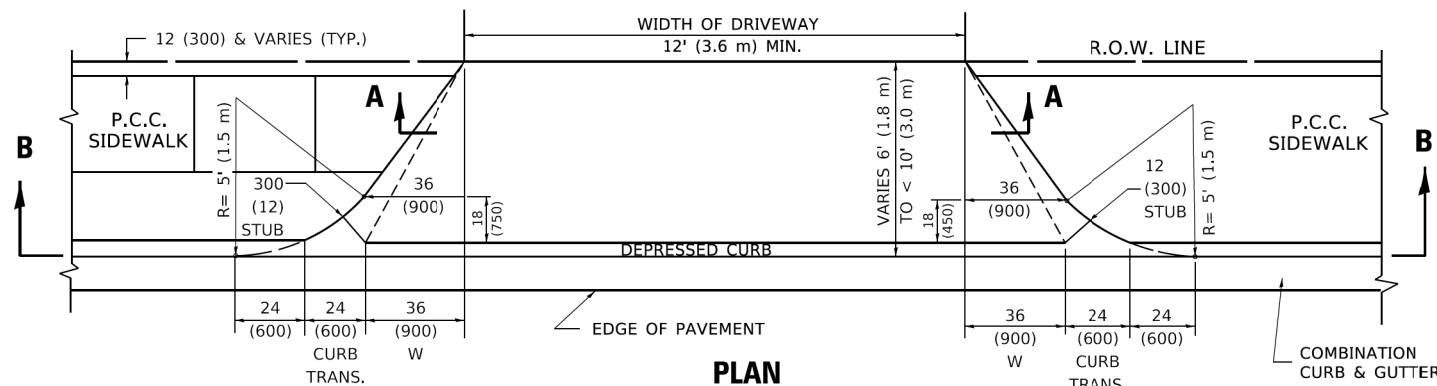 WIDTH OF DRIVEWAY
12' (3.6 m) MIN.
12 (300) & VARIES (TYP.)
R.O.W. LINE
A
A
P.C.C.
SIDEWALK
P.C.C.
SIDEWALK
B
B
R= 5' (1.5 m)
300
(12)
STUB
36
(900)
18
(750)
VARIES 6' (1.8 m)
TO < 10' (3.0 m)
36
(900)
18
(450)
12
(300)
STUB
R= 5' (1.5 m)
DEPRESSED CURB
24
(600)
24
(600)
CURB
TRANS.
36
(900)
W
EDGE OF PAVEMENT
PLAN
36
(900)
W
24
(600)
CURB
TRANS.
24
(600)
COMBINATION
CURB & GUTTER